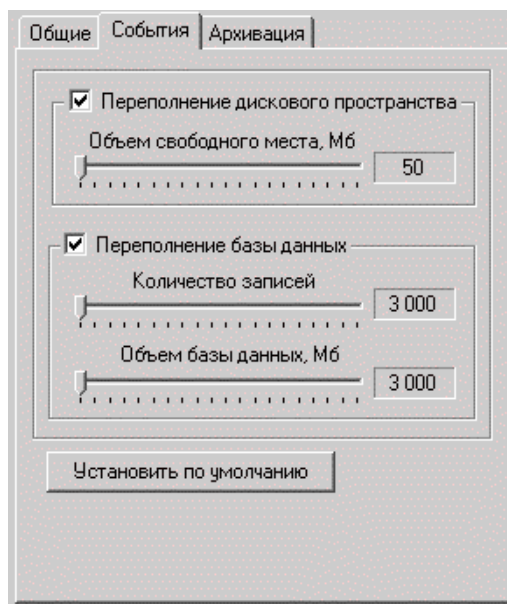 Общие События Архивация
Переполнение дискового пространства
Объем свободного места, Мб
50
Переполнение базы данных
Количество записей
3 000
Объем базы данных, Мб
3 000
Установить по умолчанию